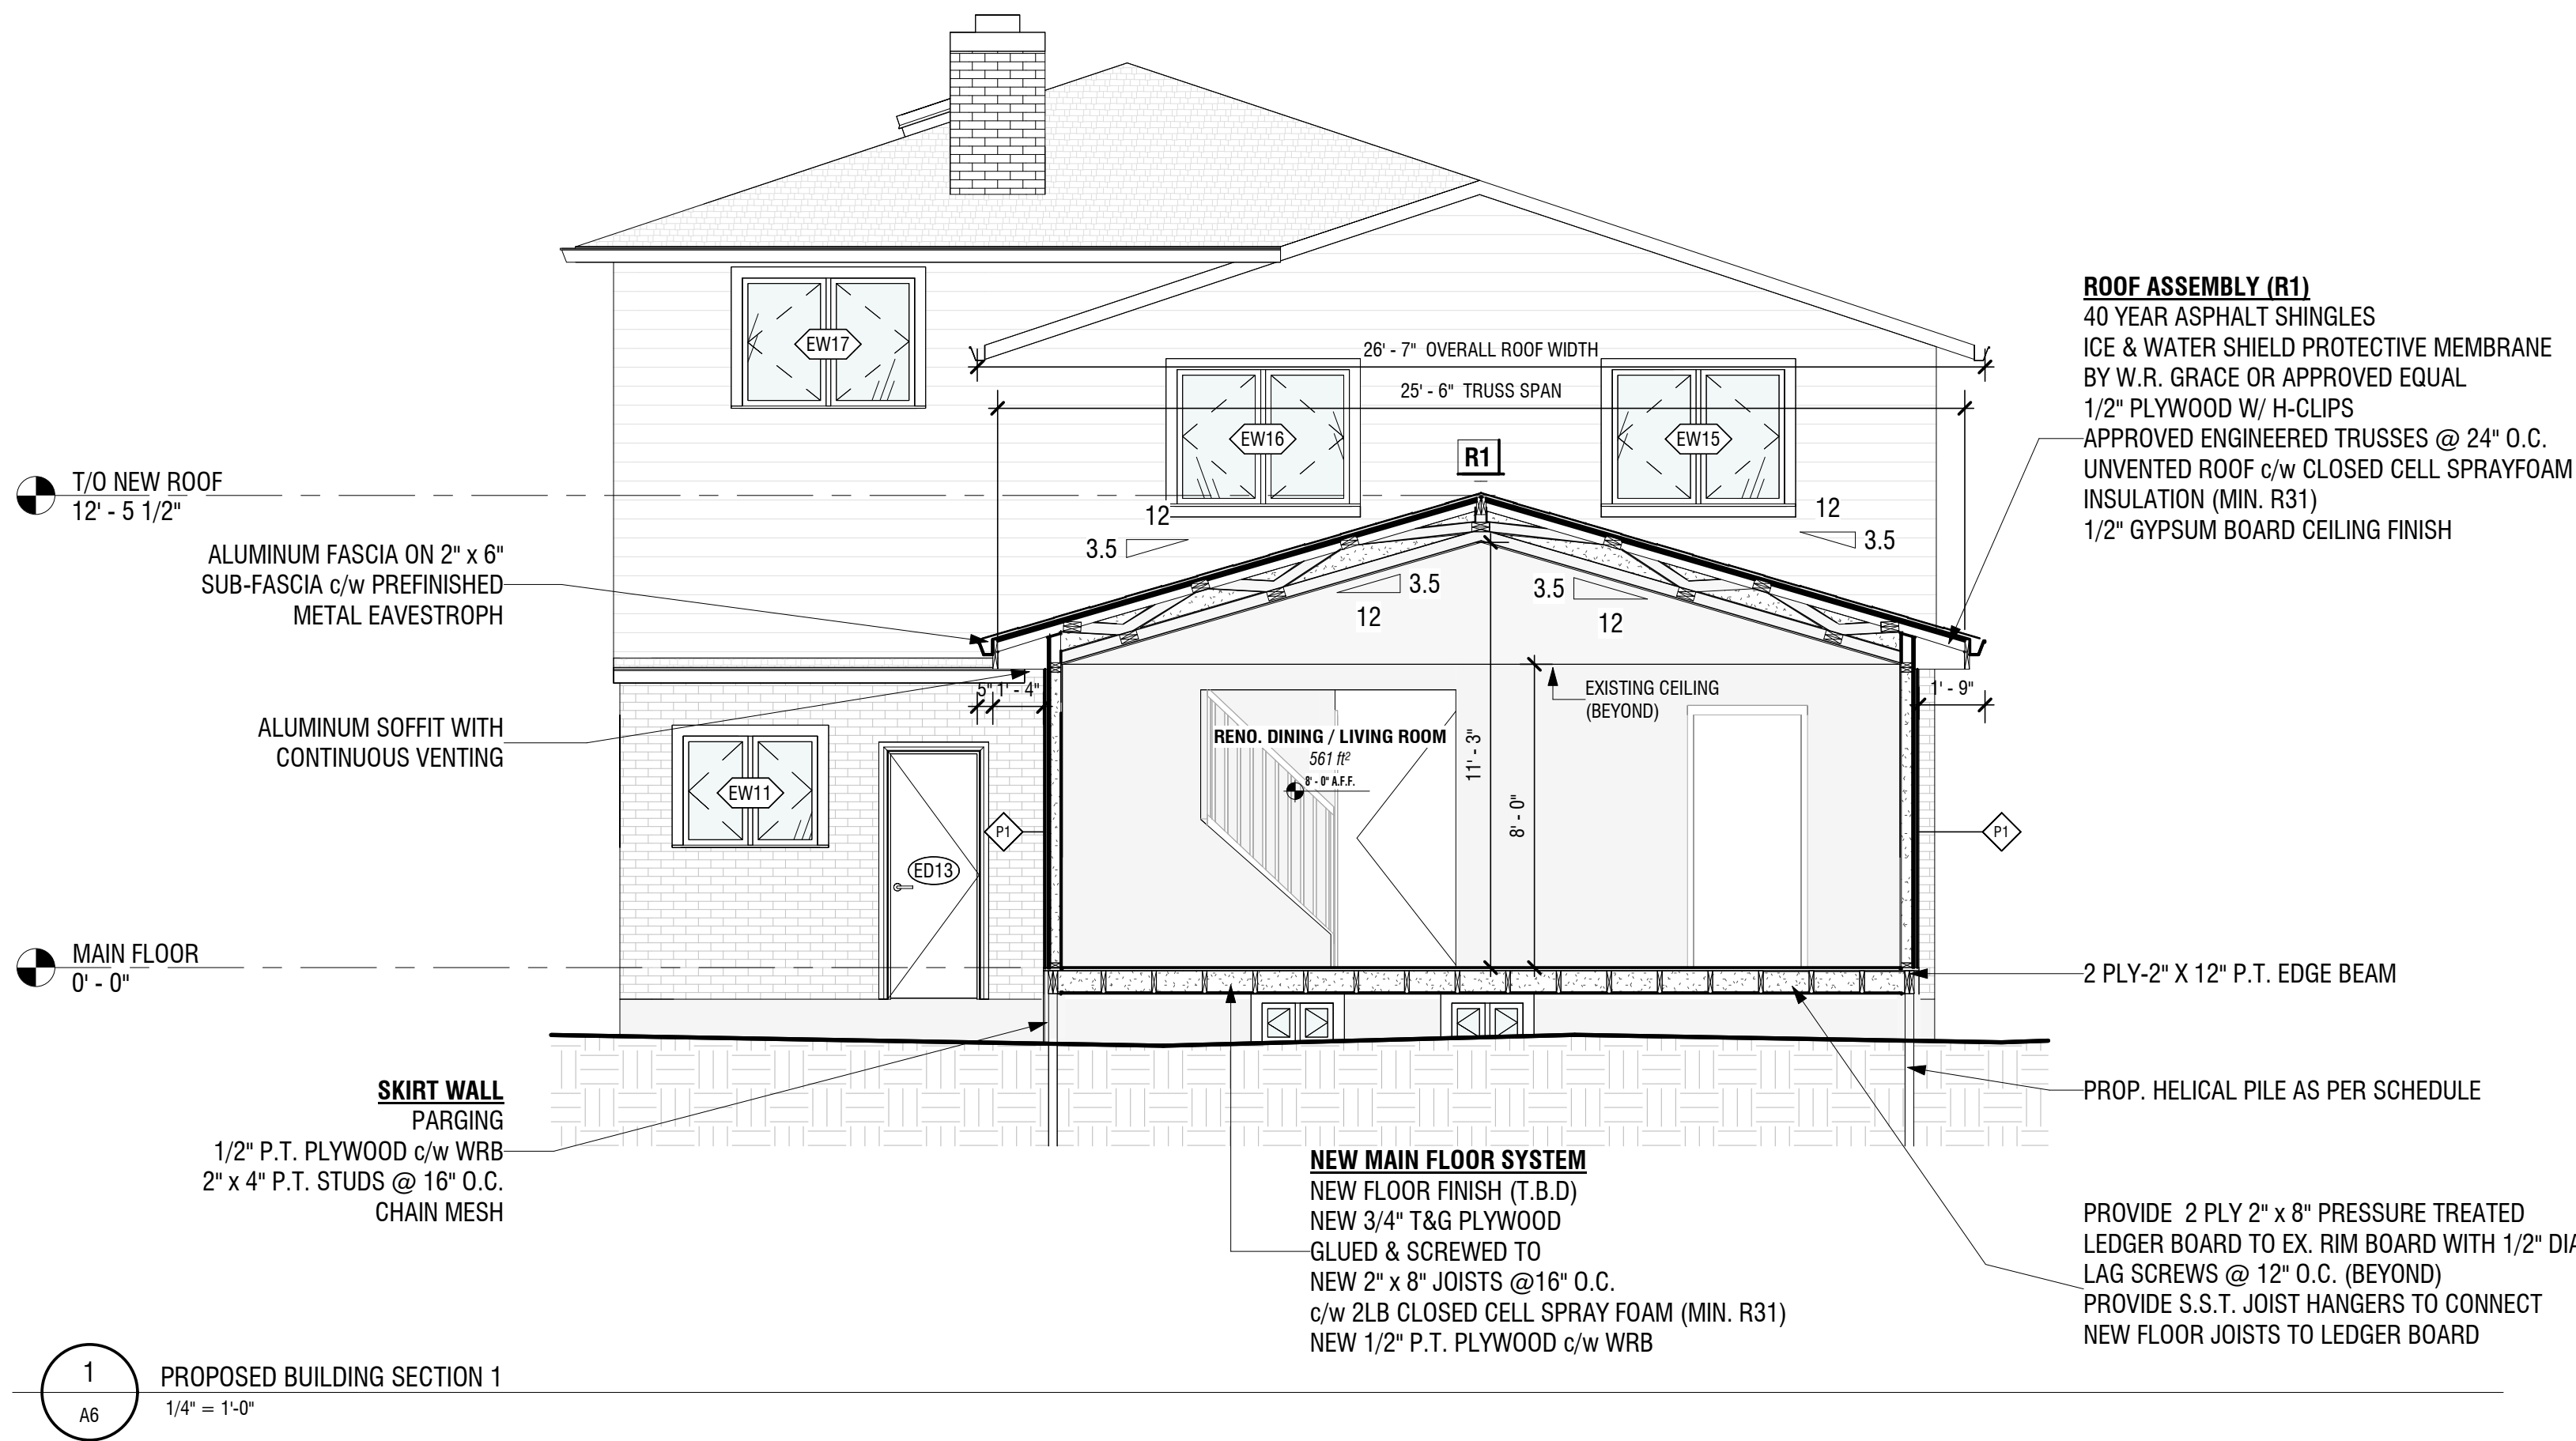 EW17
26' - 7" OVERALL ROOF WIDTH
25' - 6" TRUSS SPAN
EW16
EW15
R1
T/O NEW ROOF
12' - 5 1/2"
12
3.5
12
3.5
3.5
12
3.5
12
ALUMINUM FASCIA ON 2" x 6"
SUB-FASCIA c/w PREFINISHED
METAL EAVESTROPH
ALUMINUM SOFFIT WITH
CONTINUOUS VENTING
5"
1' - 4"
EXISTING CEILING
(BEYOND)
1' - 9"
RENO. DINING / LIVING ROOM
561 ft²
8' - 0" A.F.F.
11' - 3"
8' - 0"
EW11
ED13
P1
P1
MAIN FLOOR
0' - 0"
ROOF ASSEMBLY (R1)
40 YEAR ASPHALT SHINGLES
ICE & WATER SHIELD PROTECTIVE MEMBRANE
BY W.R. GRACE OR APPROVED EQUAL
1/2" PLYWOOD W/ H-CLIPS
APPROVED ENGINEERED TRUSSES @ 24" O.C.
UNVENTED ROOF c/w CLOSED CELL SPRAYFOAM
INSULATION (MIN. R31)
1/2" GYPSUM BOARD CEILING FINISH
2 PLY-2" X 12" P.T. EDGE BEAM
PROP. HELICAL PILE AS PER SCHEDULE
SKIRT WALL
PARGING
1/2" P.T. PLYWOOD c/w WRB
2" x 4" P.T. STUDS @ 16" O.C.
CHAIN MESH
NEW MAIN FLOOR SYSTEM
NEW FLOOR FINISH (T.B.D)
NEW 3/4" T&G PLYWOOD
GLUED & SCREWED TO
NEW 2" x 8" JOISTS @16" O.C.
c/w 2LB CLOSED CELL SPRAY FOAM (MIN. R31)
NEW 1/2" P.T. PLYWOOD c/w WRB
PROVIDE 2 PLY 2" x 8" PRESSURE TREATED
LEDGER BOARD TO EX. RIM BOARD WITH 1/2" DIA
LAG SCREWS @ 12" O.C. (BEYOND)
PROVIDE S.S.T. JOIST HANGERS TO CONNECT
NEW FLOOR JOISTS TO LEDGER BOARD
1
A6
PROPOSED BUILDING SECTION 1
1/4" = 1'-0"